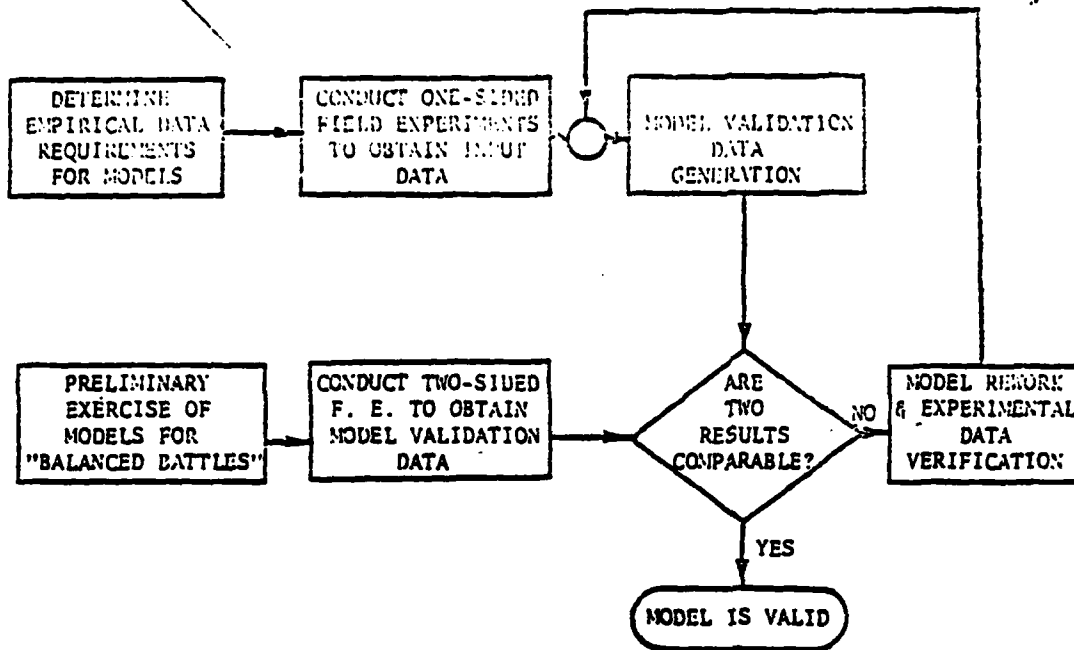 DETERMINE
EMPIRICAL DATA
REQUIREMENTS
FOR MODELS
CONDUCT ONE-SIDED
FIELD EXPERIMENTS
TO OBTAIN INPUT
DATA
MODEL VALIDATION
DATA
GENERATION
PRELIMINARY
EXERCISE OF
MODELS FOR
"BALANCED BATTLES"
CONDUCT TWO-SIDED
F. E. TO OBTAIN
MODEL VALIDATION
DATA
ARE
TWO
RESULTS
COMPARABLE?
NO
MODEL REWORK
& EXPERIMENTAL
DATA
VERIFICATION
YES
MODEL IS VALID